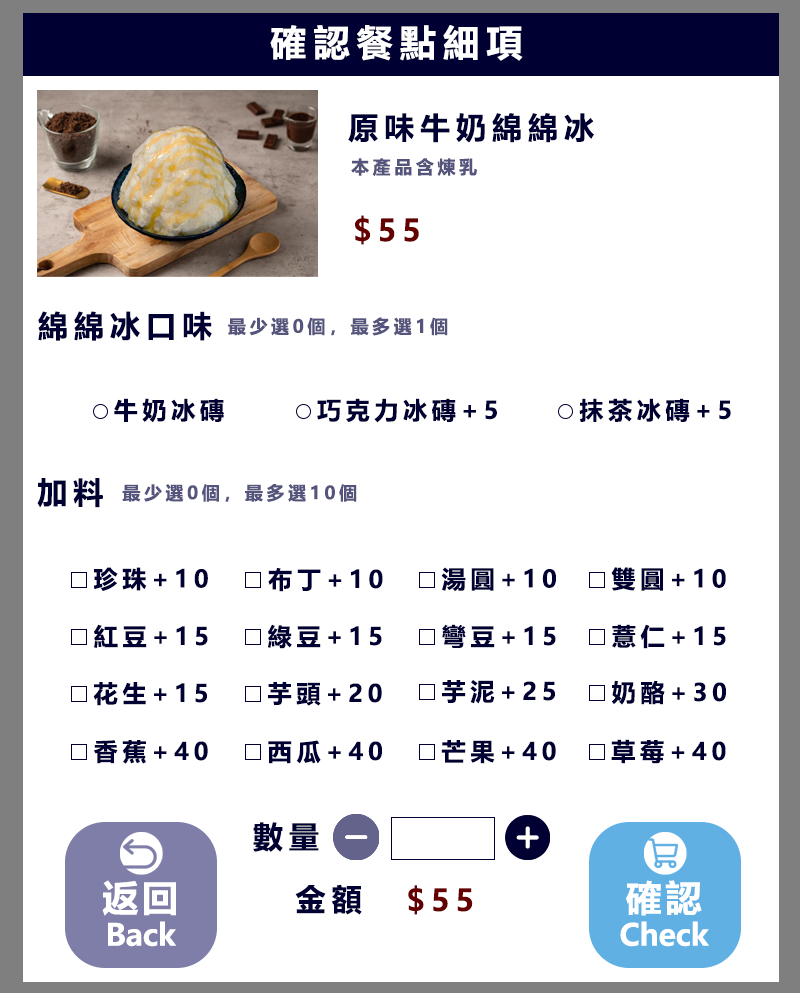 確認餐點細項
原味牛奶綿綿冰
本產品含煉乳
$55
綿綿冰口味 最少選0個，最多選1個
○牛奶冰磚 ○巧克力冰磚+5 ○抹茶冰磚+5
加料 最少選0個，最多選10個
□珍珠+10 □布丁+10 □湯圓+10 □雙圓+10
□紅豆+15 □綠豆+15 □彎豆+15 □薏仁+15
□花生+15 □芋頭+20 □芋泥+25 □奶酪+30
□香蕉+40 □西瓜+40 □芒果+40 □草莓+40
數量 − +
金額 $55
返回
Back
確認
Check